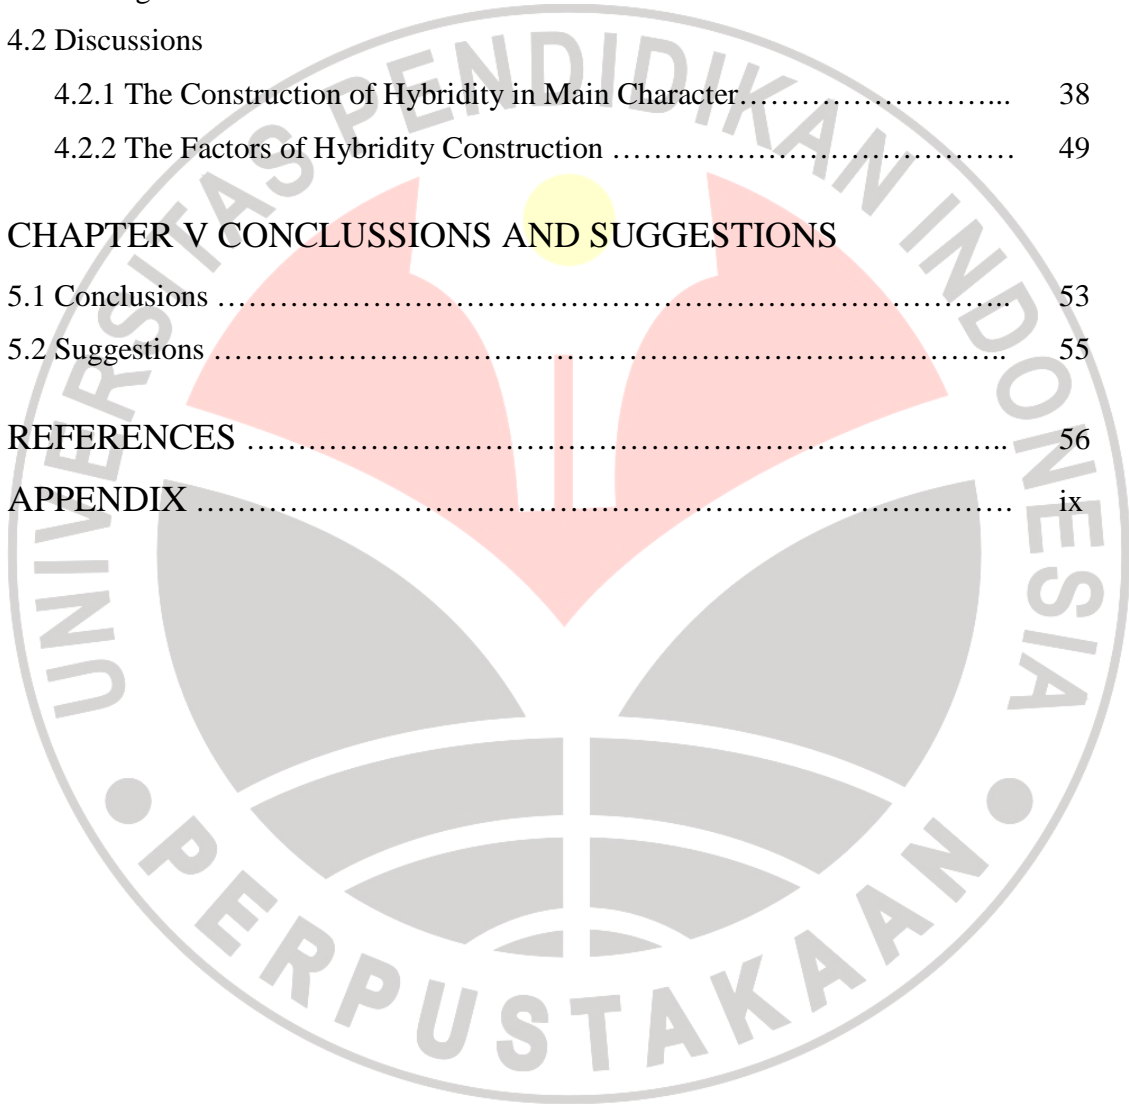 4.2 Discussions
4.2.1 The Construction of Hybridity in Main Character……………………... 38
4.2.2 The Factors of Hybridity Construction ………………………………… 49
CHAPTER V CONCLUSSIONS AND SUGGESTIONS
5.1 Conclusions ………………………………………………………………….. 53
5.2 Suggestions ………………………………………………………………….. 55
REFERENCES ……………………………………………………………….. 56
APPENDIX ……………………………………………………………………. ix
UNIVERSITAS PENDIDIKAN INDONESIA
PERPUSTAKAAN